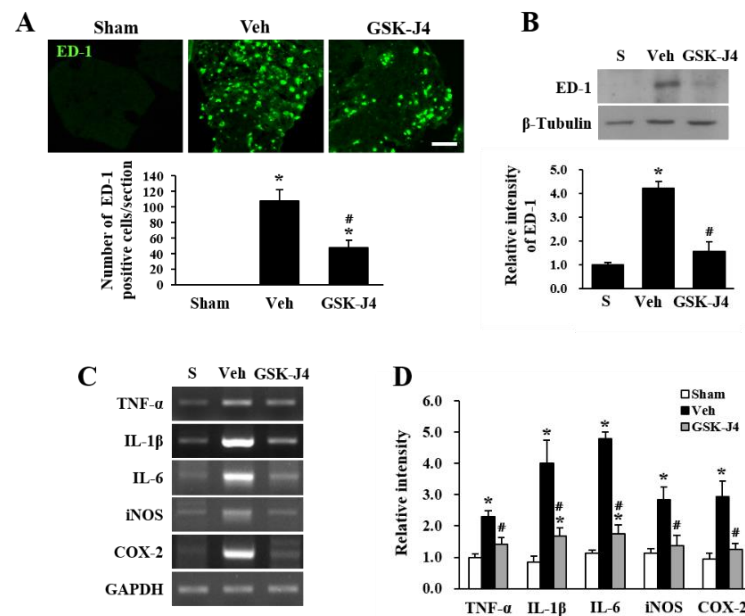 A
Sham Veh GSK-J4
ED-1
Number of ED-1
positive cells/section
140
120
100
80
60
40
20
0
*
#
*
Sham Veh GSK-J4
B
S Veh GSK-J4
ED-1
β-Tubulin
Relative intensity
of ED-1
5.0
4.0
3.0
2.0
1.0
0.0
*
#
S Veh GSK-J4
C
S Veh GSK-J4
TNF-α
IL-1β
IL-6
iNOS
COX-2
GAPDH
D
Sham
Veh
GSK-J4
Relative intensity
6.0
5.0
4.0
3.0
2.0
1.0
0.0
* #
* # *
* # *
* #
* #
TNF-α IL-1β IL-6 iNOS COX-2